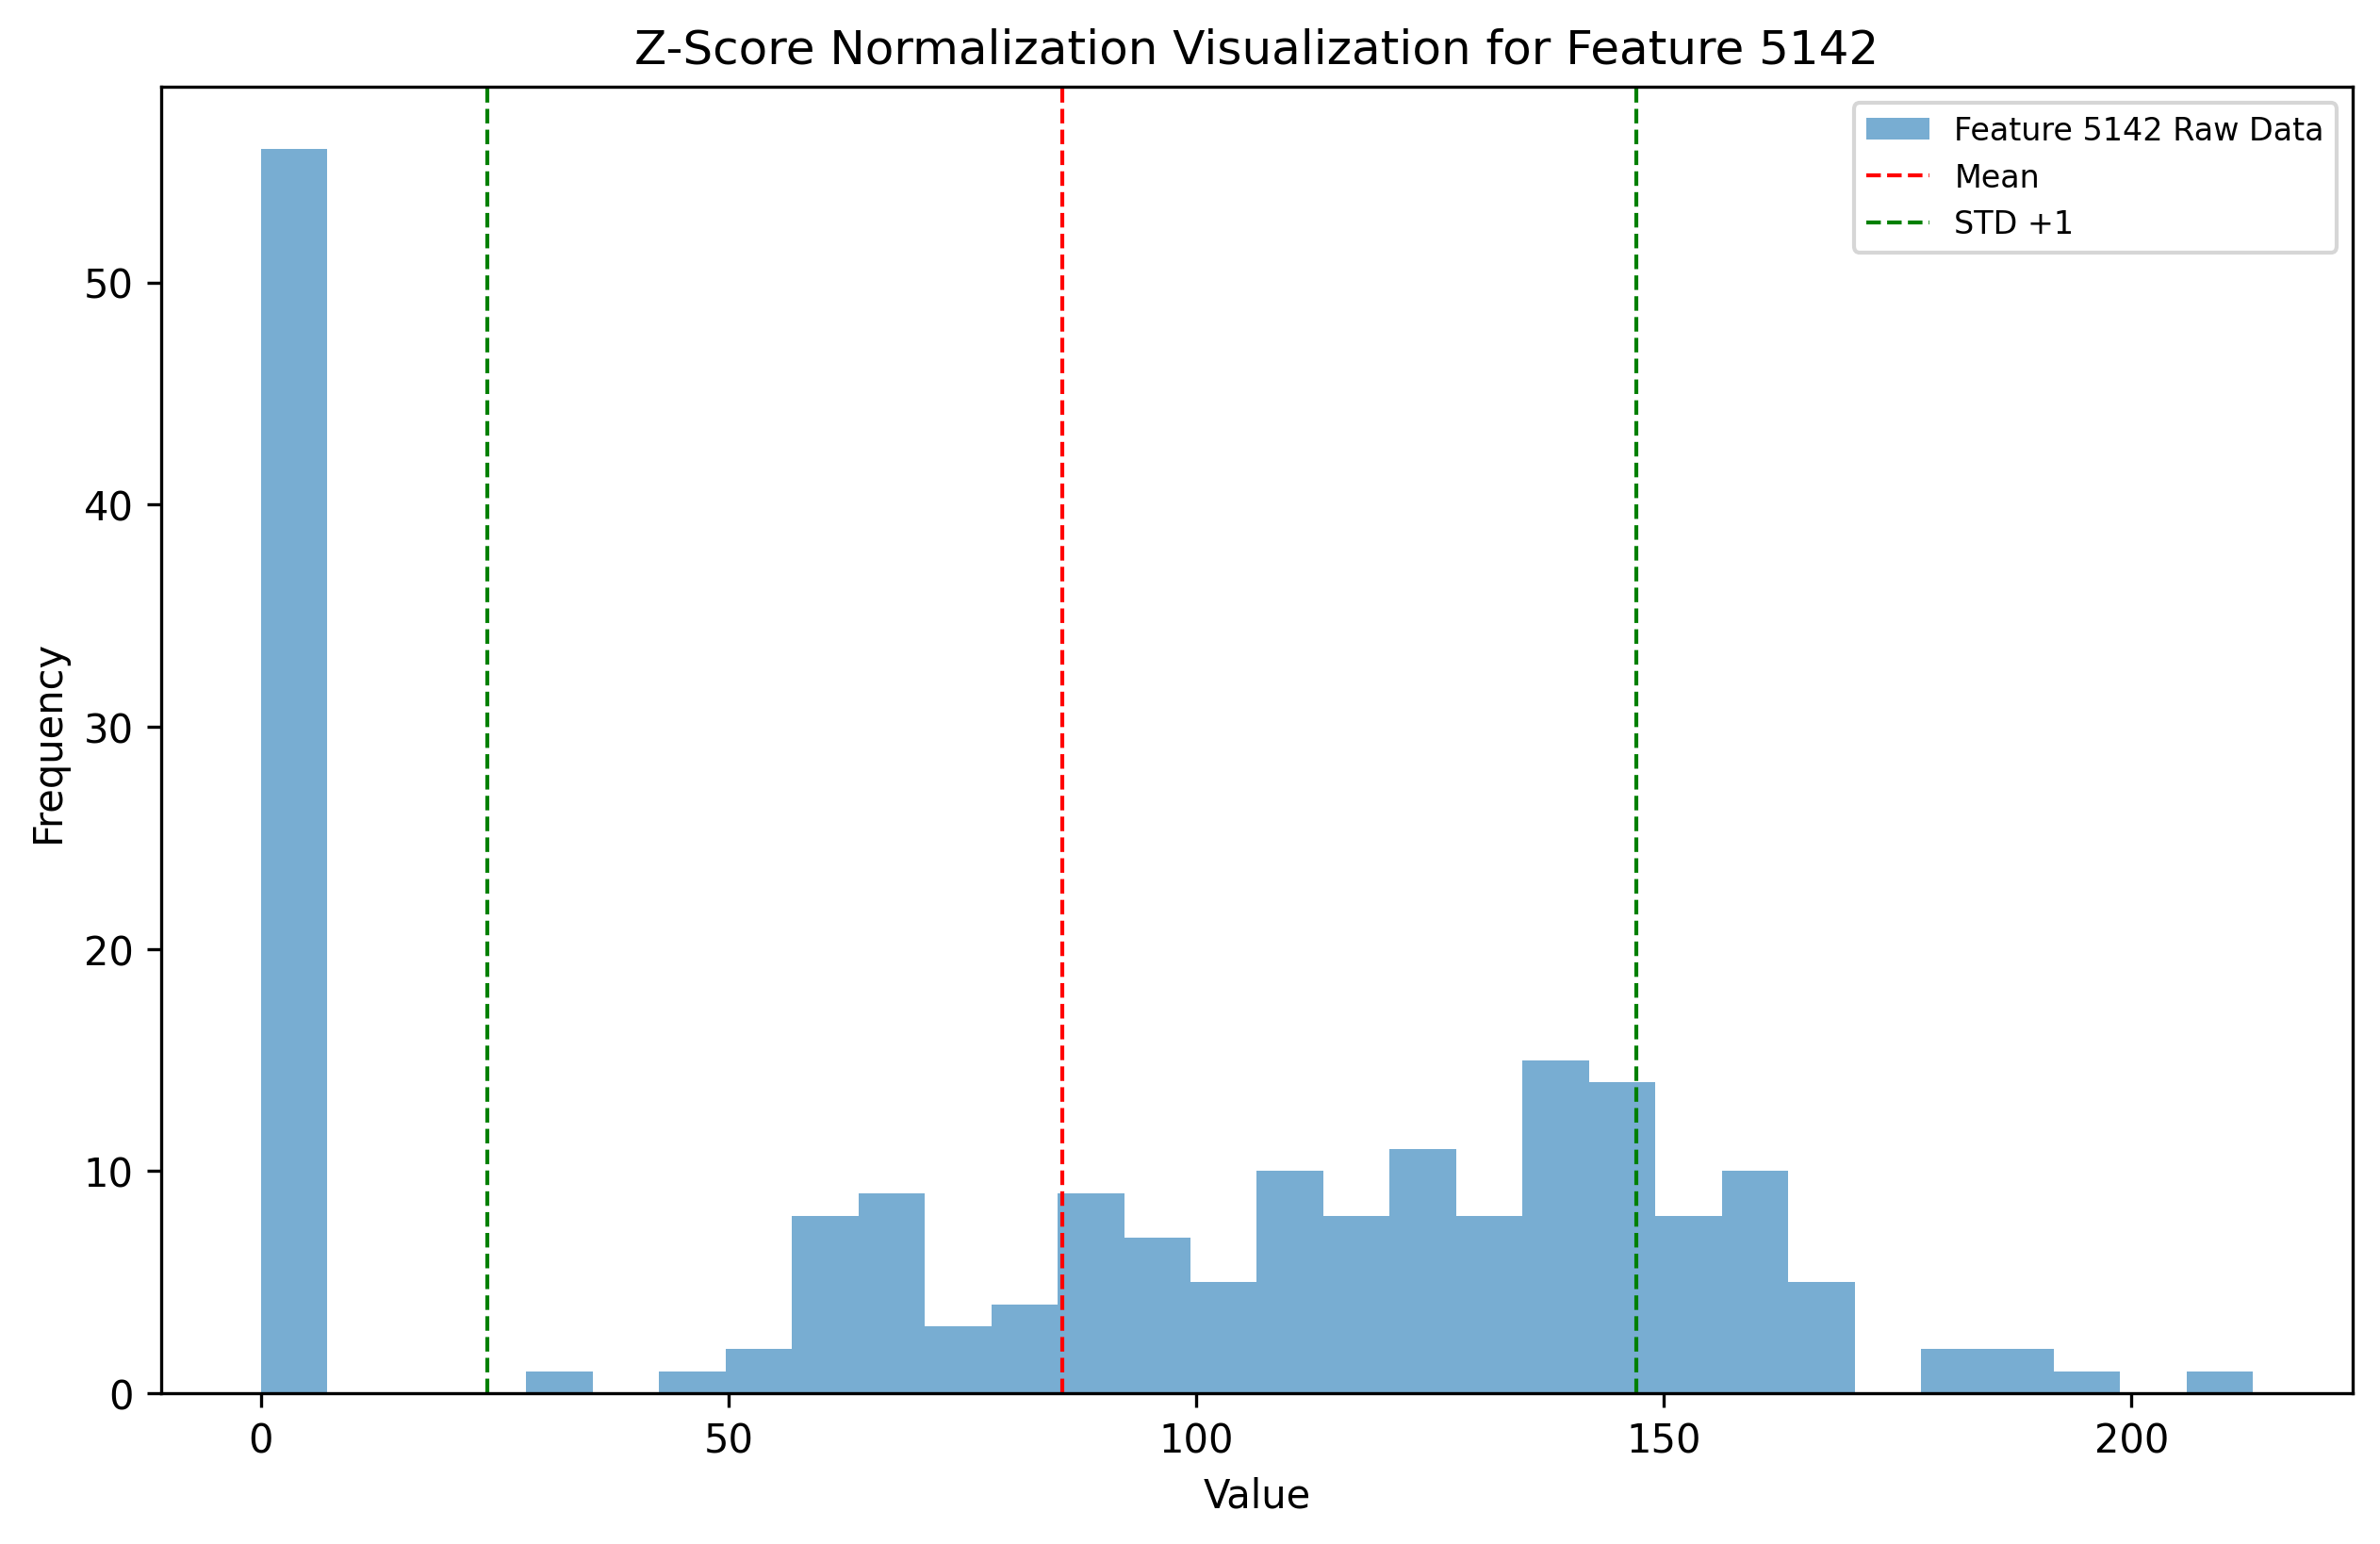 Z-Score Normalization Visualization for Feature 5142
Feature 5142 Raw Data
Mean
STD +1
50
40
30
20
10
0
Frequency
0 50 100 150 200
Value